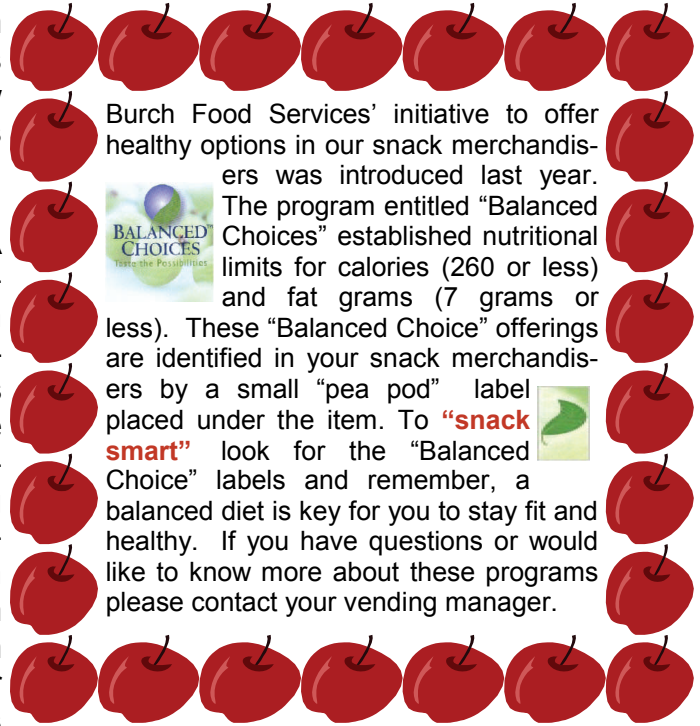 Burch Food Services’ initiative to offer
healthy options in our snack merchandis-
ers was introduced last year.
The program entitled “Balanced
Choices” established nutritional
limits for calories (260 or less)
and fat grams (7 grams or
less). These “Balanced Choice” offerings
are identified in your snack merchandis-
ers by a small “pea pod” label
placed under the item. To “snack
smart” look for the “Balanced
Choice” labels and remember, a
balanced diet is key for you to stay fit and
healthy. If you have questions or would
like to know more about these programs
please contact your vending manager.
BALANCED™
CHOICES
Taste the Possibilities